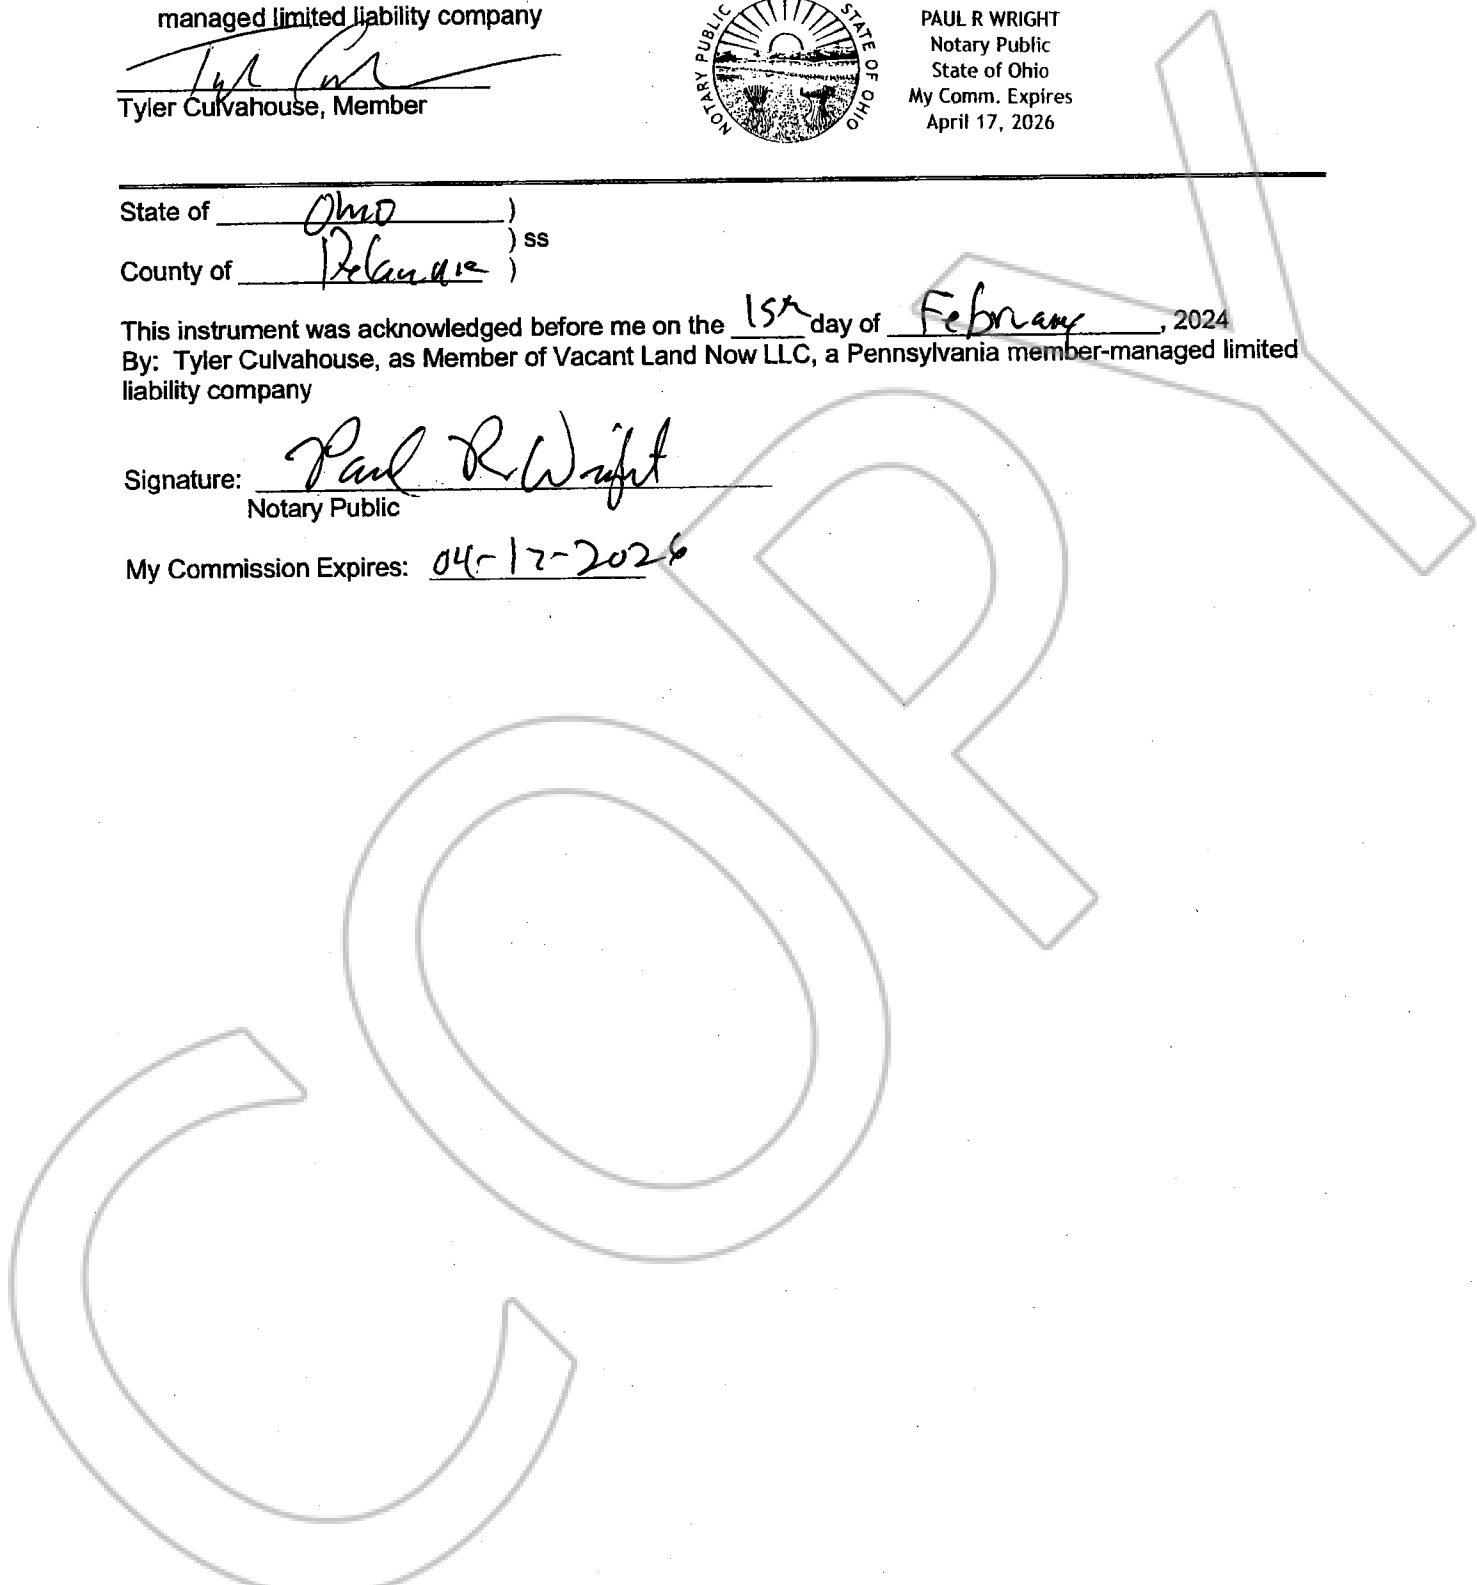 managed limited liability company
Tyler Culvahouse, Member
NOTARY PUBLIC
STATE OF OHIO
PAUL R WRIGHT
Notary Public
State of Ohio
My Comm. Expires
April 17, 2026
State of Ohio )
) ss
County of Delaware )
This instrument was acknowledged before me on the day of February, 2024
By: Tyler Culvahouse, as Member of Vacant Land Now LLC, a Pennsylvania member-managed limited
liability company
Signature: Paul R Wright
Notary Public
My Commission Expires: 04-17-2026
COPY